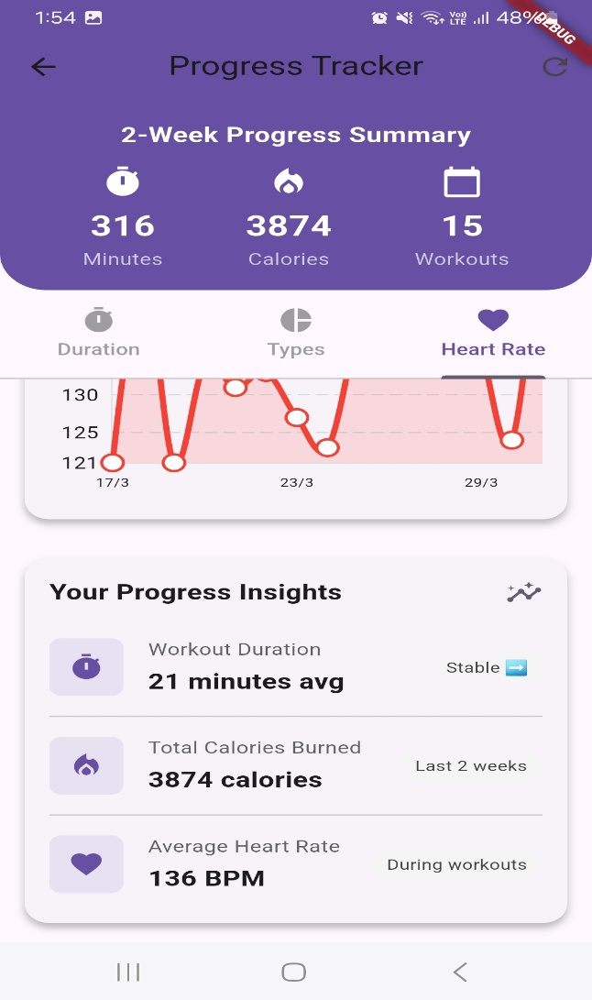 1:54 Vo)) LTE 48%
DEBUG
Progress Tracker
2-Week Progress Summary
316 3874 15
Minutes Calories Workouts
Duration Types Heart Rate
130
125
121
17/3 23/3 29/3
Your Progress Insights
Workout Duration
21 minutes avg
Stable ➡️
Total Calories Burned
3874 calories
Last 2 weeks
Average Heart Rate
136 BPM
During workouts